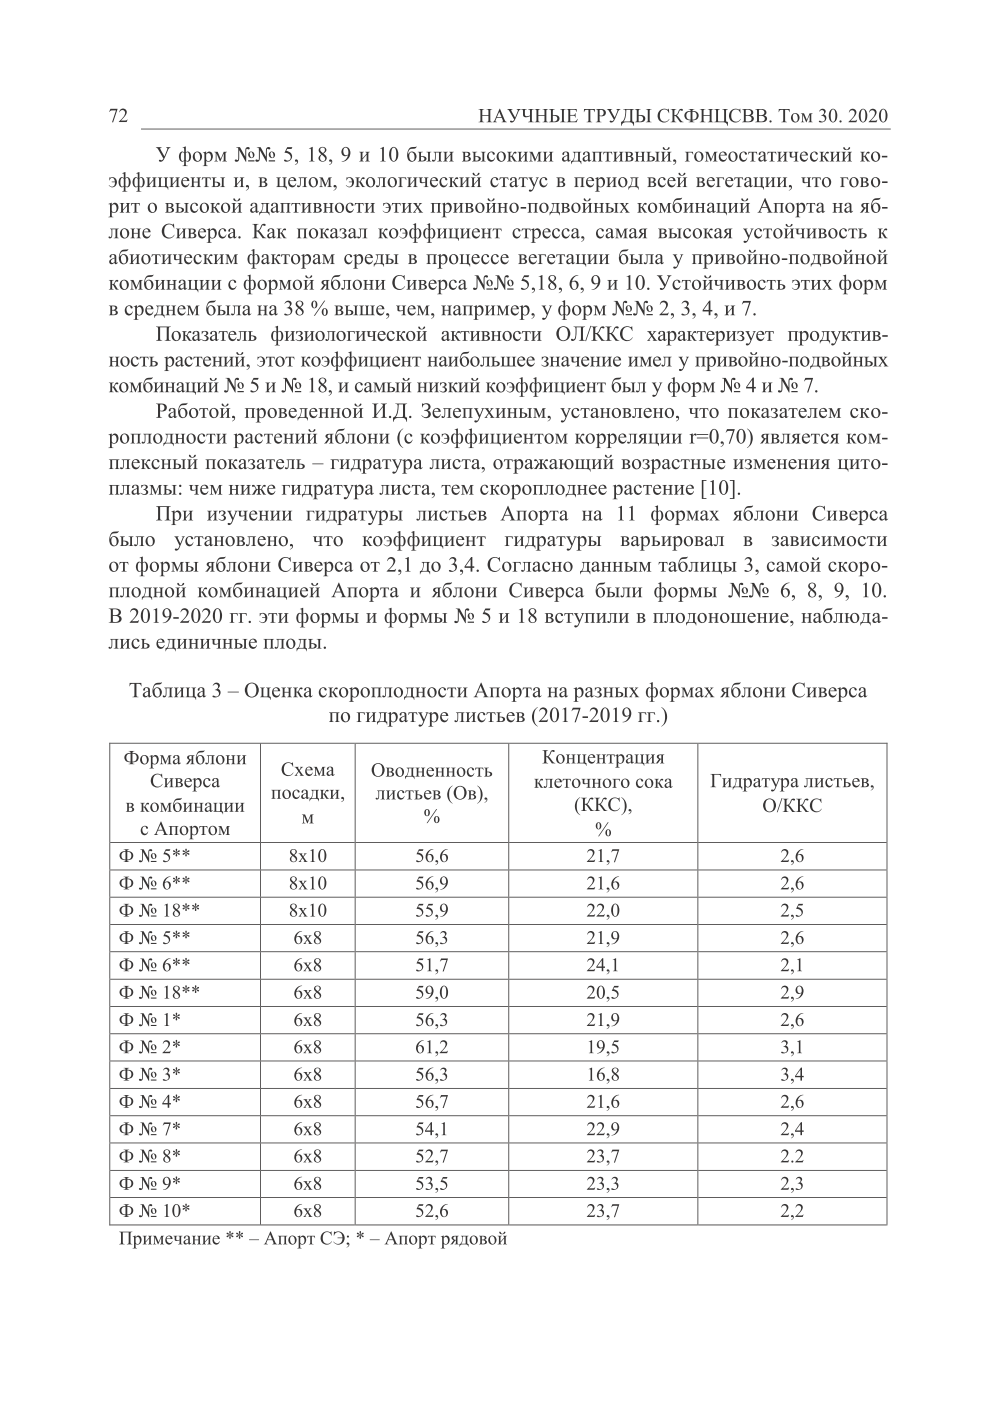 72 НАУЧНЫЕ ТРУДЫ СКФНЦСВВ. Том 30. 2020
У форм №№ 5, 18, 9 и 10 были высокими адаптивный, гомеостатический ко-
эффициенты и, в целом, экологический статус в период всей вегетации, что гово-
рит о высокой адаптивности этих привойно-подвойных комбинаций Апорта на яб-
лоне Сиверса. Как показал коэффициент стресса, самая высокая устойчивость к
абиотическим факторам среды в процессе вегетации была у привойно-подвойной
комбинации с формой яблони Сиверса №№ 5,18, 6, 9 и 10. Устойчивость этих форм
в среднем была на 38 % выше, чем, например, у форм №№ 2, 3, 4, и 7.
Показатель физиологической активности ОЛ/ККС характеризует продуктив-
ность растений, этот коэффициент наибольшее значение имел у привойно-подвойных
комбинаций № 5 и № 18, и самый низкий коэффициент был у форм № 4 и № 7.
Работой, проведенной И.Д. Зелепухиным, установлено, что показателем ско-
роплодности растений яблони (с коэффициентом корреляции r=0,70) является ком-
плексный показатель – гидратура листа, отражающий возрастные изменения цито-
плазмы: чем ниже гидратура листа, тем скороплоднее растение [10].
При изучении гидратуры листьев Апорта на 11 формах яблони Сиверса
было установлено, что коэффициент гидратуры варьировал в зависимости
от формы яблони Сиверса от 2,1 до 3,4. Согласно данным таблицы 3, самой скоро-
плодной комбинацией Апорта и яблони Сиверса были формы №№ 6, 8, 9, 10.
В 2019-2020 гг. эти формы и формы № 5 и 18 вступили в плодоношение, наблюда-
лись единичные плоды.
Таблица 3 – Оценка скороплодности Апорта на разных формах яблони Сиверса
по гидратуре листьев (2017-2019 гг.)
Форма яблони
Сиверса
в комбинации
с Апортом
Схема
посадки,
м
Оводненность
листьев (Ов),
%
Концентрация
клеточного сока
(ККС),
%
Гидратура листьев,
О/ККС
Ф № 5** 8х10 56,6 21,7 2,6
Ф № 6** 8х10 56,9 21,6 2,6
Ф № 18** 8х10 55,9 22,0 2,5
Ф № 5** 6х8 56,3 21,9 2,6
Ф № 6** 6х8 51,7 24,1 2,1
Ф № 18** 6х8 59,0 20,5 2,9
Ф № 1* 6х8 56,3 21,9 2,6
Ф № 2* 6х8 61,2 19,5 3,1
Ф № 3* 6х8 56,3 16,8 3,4
Ф № 4* 6х8 56,7 21,6 2,6
Ф № 7* 6х8 54,1 22,9 2,4
Ф № 8* 6х8 52,7 23,7 2.2
Ф № 9* 6х8 53,5 23,3 2,3
Ф № 10* 6х8 52,6 23,7 2,2
Примечание ** – Апорт СЭ; * – Апорт рядовой